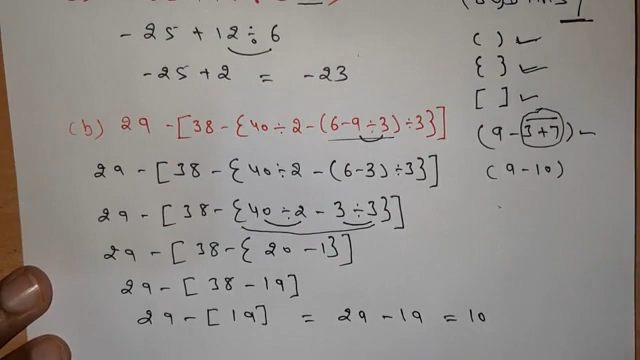 - 25 + 12 ÷ 6
- 25 + 2 = - 23
( ) ✓
{ } ✓
[ ] ✓
(9 - 3+7) ✓
(9 - 10)
(b) 29 - [38 - {40 ÷ 2 - (6 - 9 ÷ 3) ÷ 3}]
29 - [38 - {40 ÷ 2 - (6-3) ÷ 3}]
29 - [38 - {40 ÷ 2 - 3 ÷ 3}]
29 - [38 - {20 - 1}]
29 - [38 - 19]
29 - [19] = 29 - 19 = 10